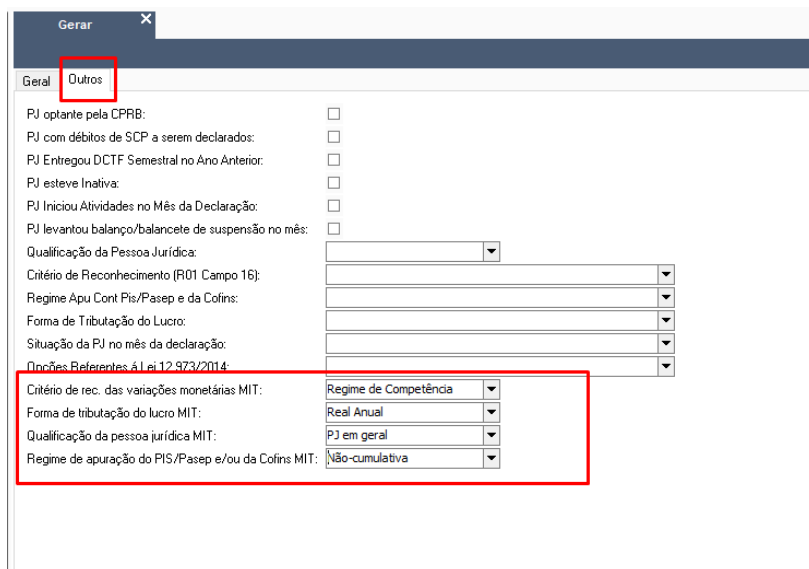 Gerar X
Geral Outros
PJ optante pela CPRB:
PJ com débitos de SCP a serem declarados:
PJ Entregou DCTF Semestral no Ano Anterior:
PJ esteve Inativa:
PJ Iniciou Atividades no Mês da Declaração:
PJ levantou balanço/balancete de suspensão no mês:
Qualificação da Pessoa Jurídica:
Critério de Reconhecimento (R01 Campo 16):
Regime Apu Cont Pis/Pasep e da Cofins:
Forma de Tributação do Lucro:
Situação da PJ no mês da declaração:
Opções Referentes á Lei 12.973/2014:
Critério de rec. das variações monetárias MIT: Regime de Competência
Forma de tributação do lucro MIT: Real Anual
Qualificação da pessoa jurídica MIT: PJ em geral
Regime de apuração do PIS/Pasep e/ou da Cofins MIT: Não-cumulativa